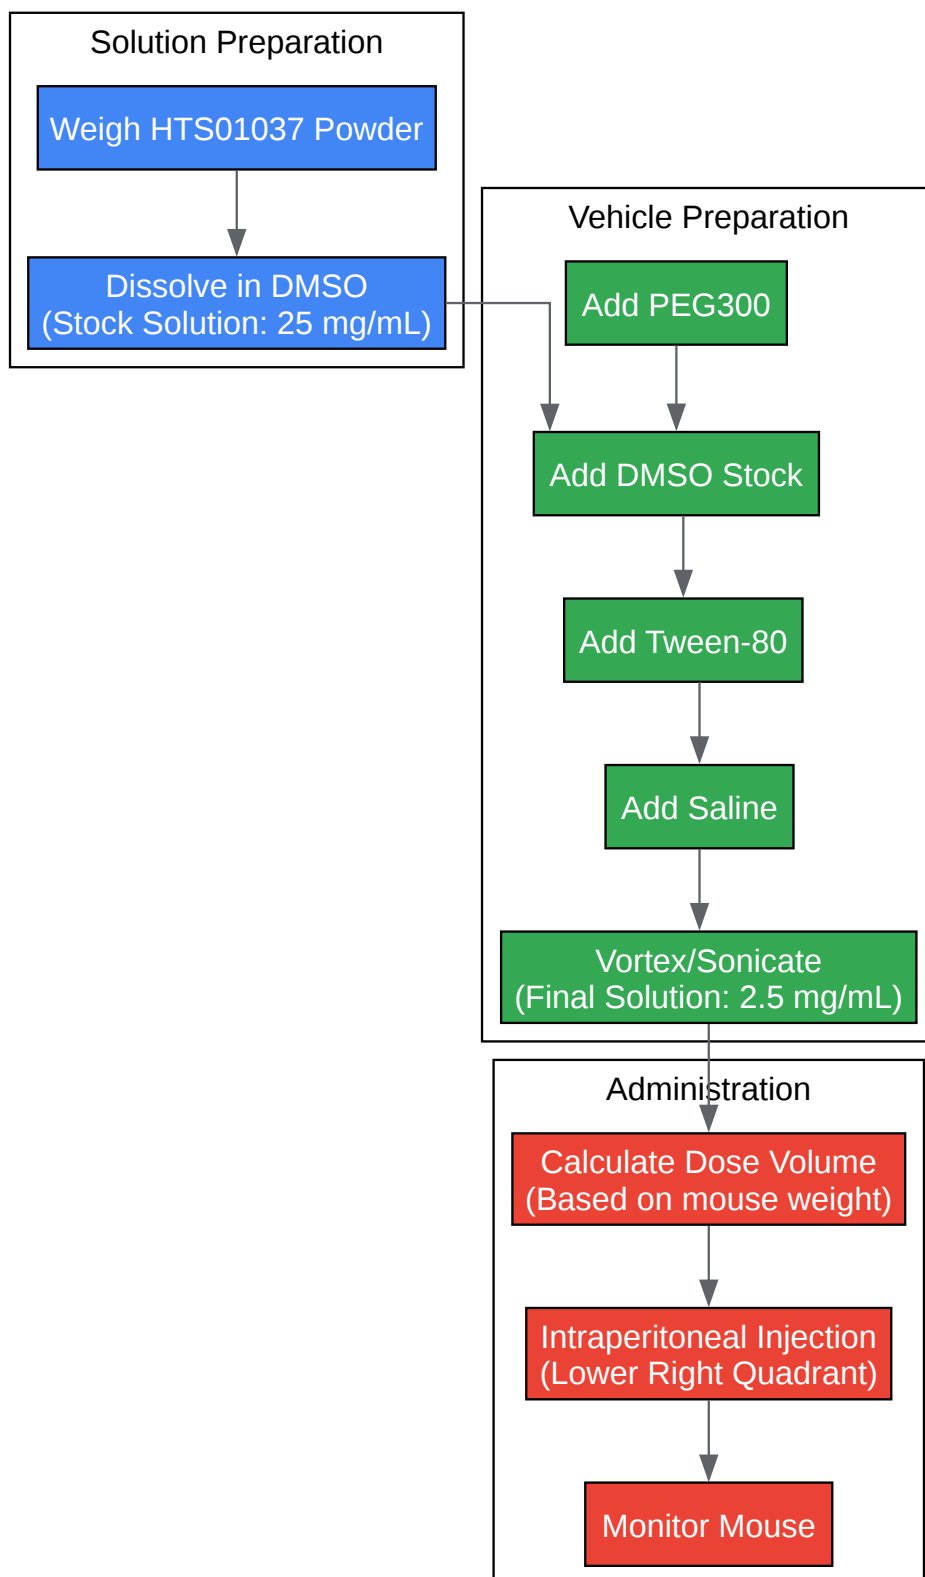 Solution Preparation
Weigh HTS01037 Powder
Dissolve in DMSO
(Stock Solution: 25 mg/mL)
Vehicle Preparation
Add PEG300
Add DMSO Stock
Add Tween-80
Add Saline
Vortex/Sonicate
(Final Solution: 2.5 mg/mL)
Administration
Calculate Dose Volume
(Based on mouse weight)
Intraperitoneal Injection
(Lower Right Quadrant)
Monitor Mouse